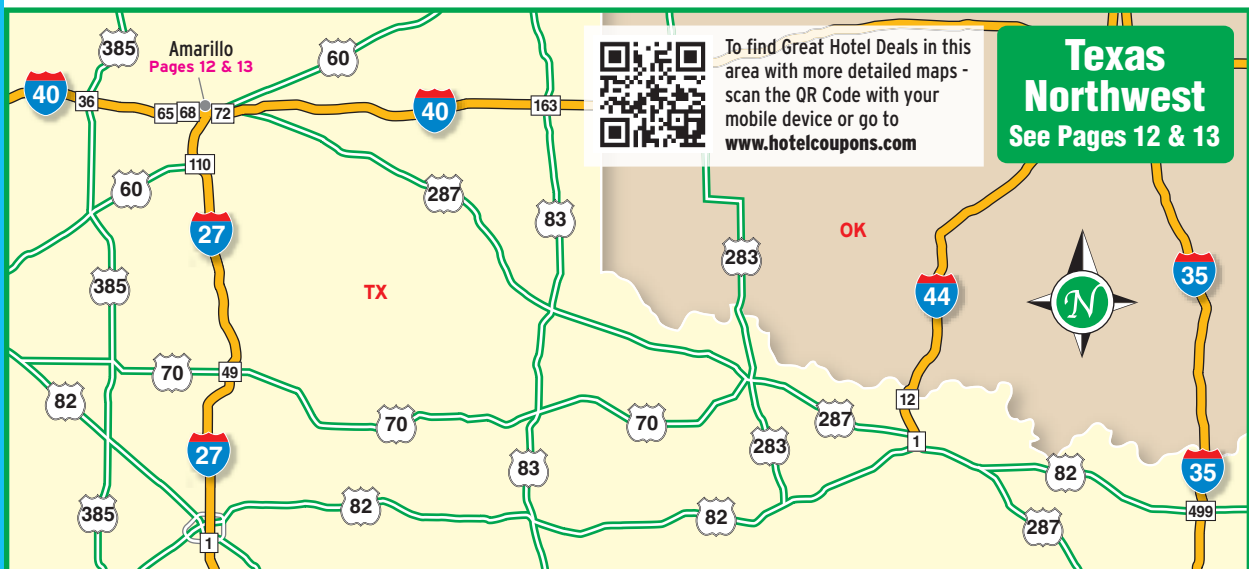 Texas
Northwest
See Pages 12 & 13
To find Great Hotel Deals in this
area with more detailed maps -
scan the QR Code with your
mobile device or go to
www.hotelcoupons.com
385
Amarillo
Pages 12 & 13
60
40
36
65
68
72
40
163
110
60
287
27
83
OK
283
385
TX
44
35
N
70
49
82
12
70
70
287
1
283
27
83
82
35
385
82
82
499
287
1